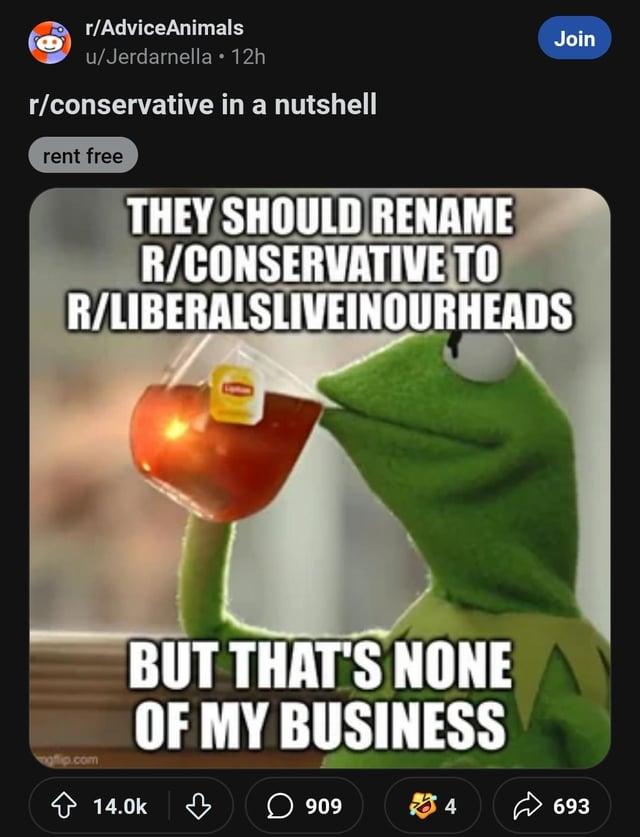 r/AdviceAnimals
u/Jerdarnella • 12h
Join
r/conservative in a nutshell
rent free
THEY SHOULD RENAME
R/CONSERVATIVE TO
R/LIBERALSLIVEINOURHEADS
Lipton
BUT THAT'S NONE
OF MY BUSINESS
imgflip.com
14.0k 909 4 693